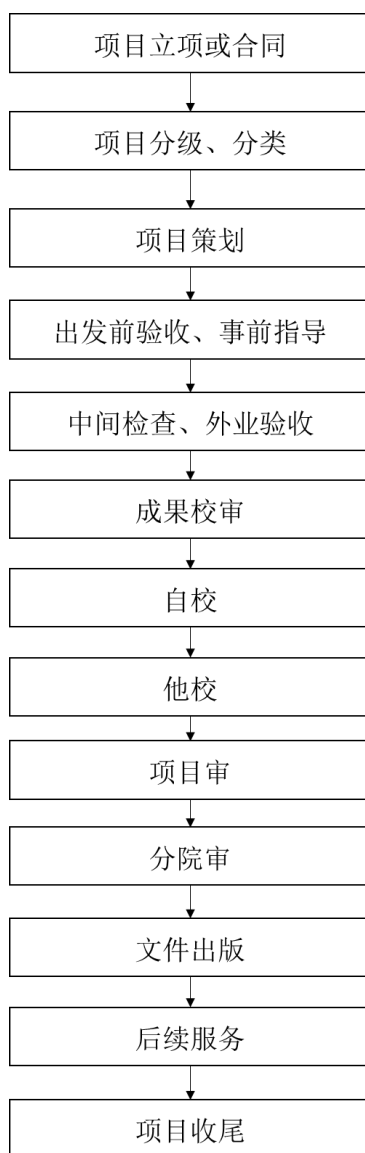 项目立项或合同
项目分级、分类
项目策划
出发前验收、事前指导
中间检查、外业验收
成果校审
自校
他校
项目审
分院审
文件出版
后续服务
项目收尾